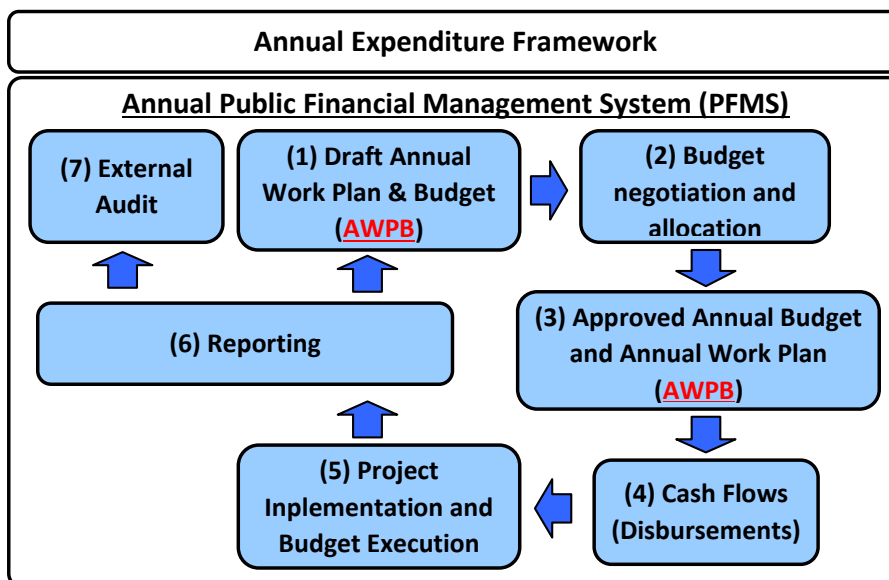 Annual Expenditure Framework
Annual Public Financial Management System (PFMS)
(1) Draft Annual
Work Plan & Budget
(AWPB)
(2) Budget
negotiation and
allocation
(3) Approved Annual Budget
and Annual Work Plan
(AWPB)
(4) Cash Flows
(Disbursements)
(5) Project
Inplementation and
Budget Execution
(6) Reporting
(7) External
Audit